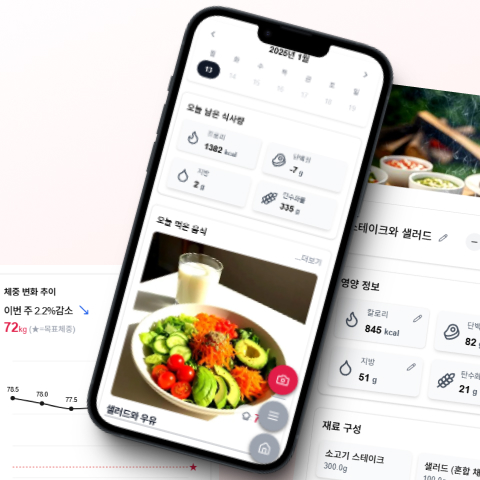 2025년 1월
월 화 수 목 금 토 일
13 14 15 16 17 18 19
오늘 남은 식사량
칼로리
1382 kcal
단백질
-7 g
지방
2 g
탄수화물
335 g
오늘 먹은 음식
...더보기
샐러드와 우유
체중 변화 추이
이번 주 2.2%감소
72kg (★=목표체중)
78.5
78.0
77.5
스테이크와 샐러드
영양 정보
칼로리
845 kcal
단백
82
지방
51 g
탄수화
21 g
재료 구성
소고기 스테이크
300.0g
샐러드 (혼합 채
100.0g